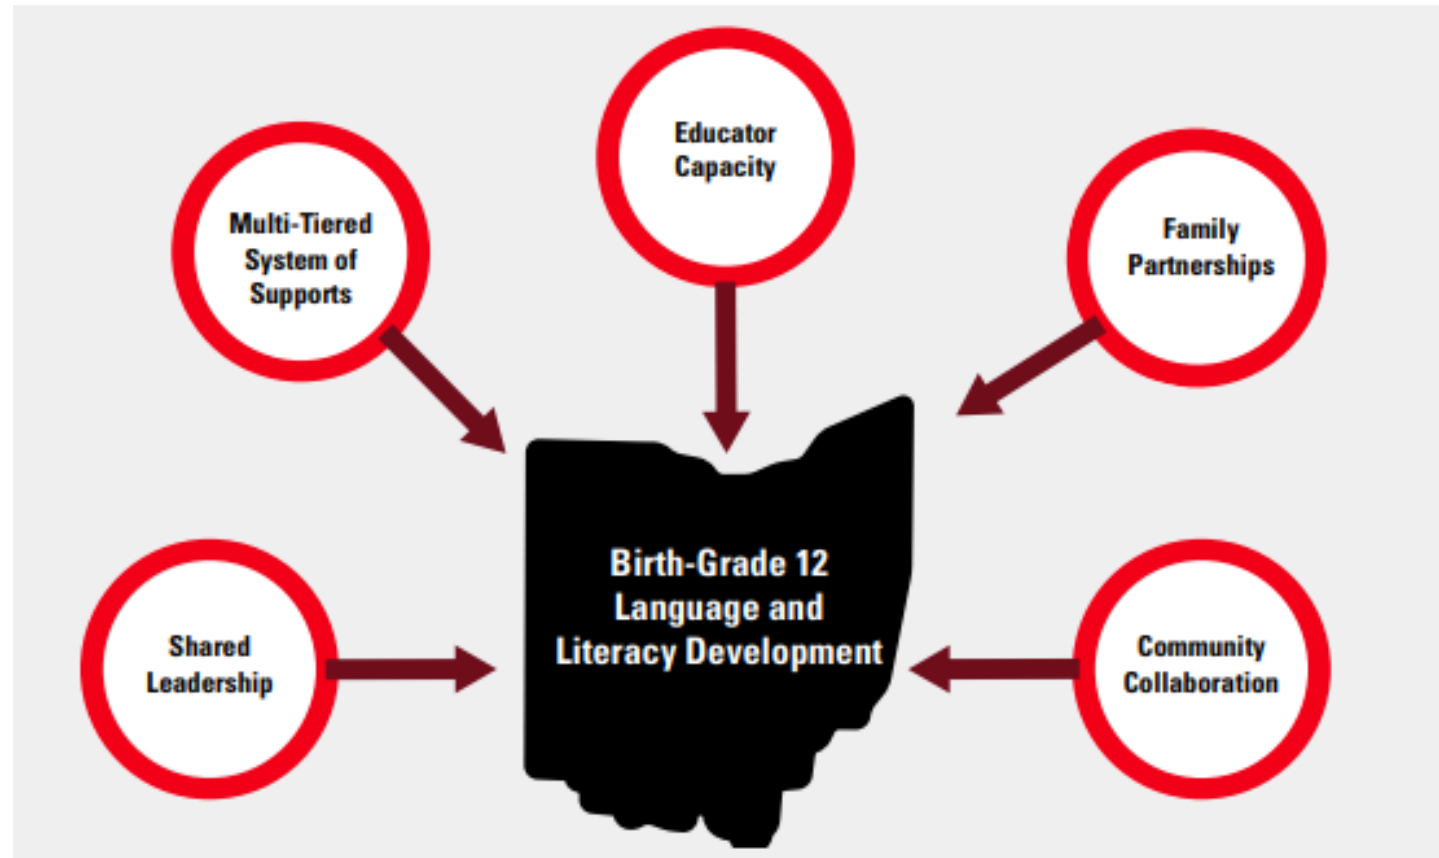 Educator
Capacity
Multi-Tiered
System of
Supports
Family
Partnerships
Birth-Grade 12
Language and
Literacy Development
Shared
Leadership
Community
Collaboration